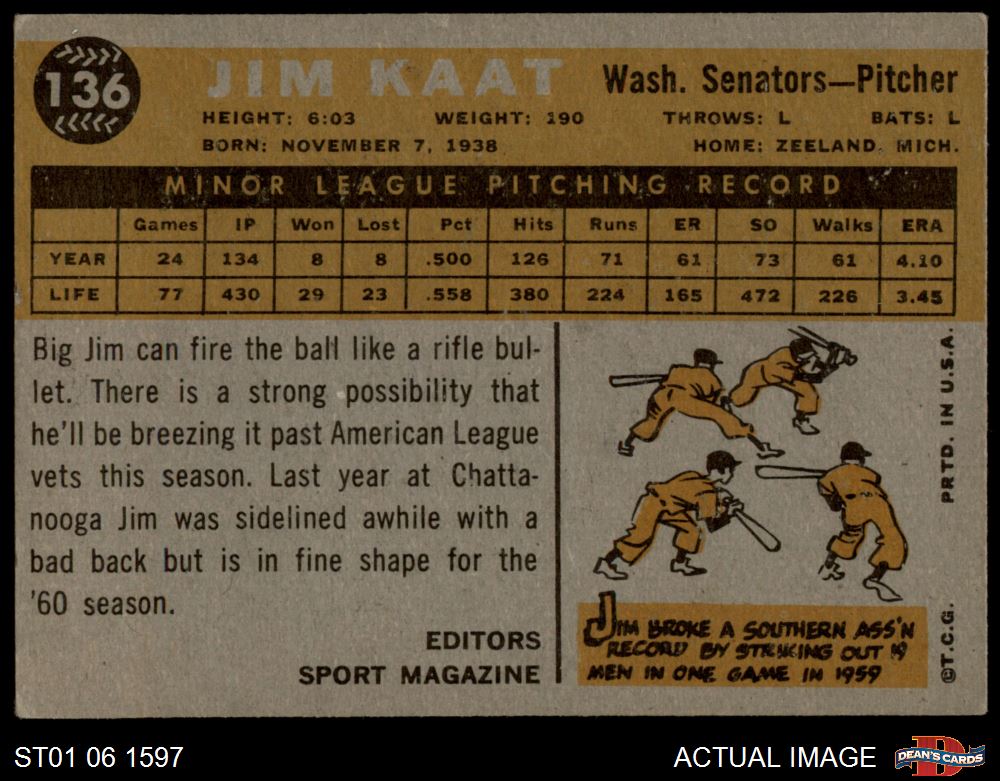 136
JIM KAAT
Wash. Senators—Pitcher
HEIGHT: 6:03 WEIGHT: 190 THROWS: L BATS: L
BORN: NOVEMBER 7, 1938 HOME: ZEELAND, MICH.
MINOR LEAGUE PITCHING RECORD
Games IP Won Lost Pct Hits Runs ER SO Walks ERA
YEAR 24 134 8 8 .500 126 71 61 73 61 4.10
LIFE 77 430 29 23 .558 380 224 165 472 226 3.45
Big Jim can fire the ball like a rifle bul-
let. There is a strong possibility that
he'll be breezing it past American League
vets this season. Last year at Chatta-
nooga Jim was sidelined awhile with a
bad back but is in fine shape for the
'60 season.
EDITORS
SPORT MAGAZINE
JIM BROKE A SOUTHERN ASS'N
RECORD BY STRIKING OUT 19
MEN IN ONE GAME IN 1959
PRTD. IN U.S.A.
©T.C.G.
ST01 06 1597
ACTUAL IMAGE
D
DEAN'S CARDS